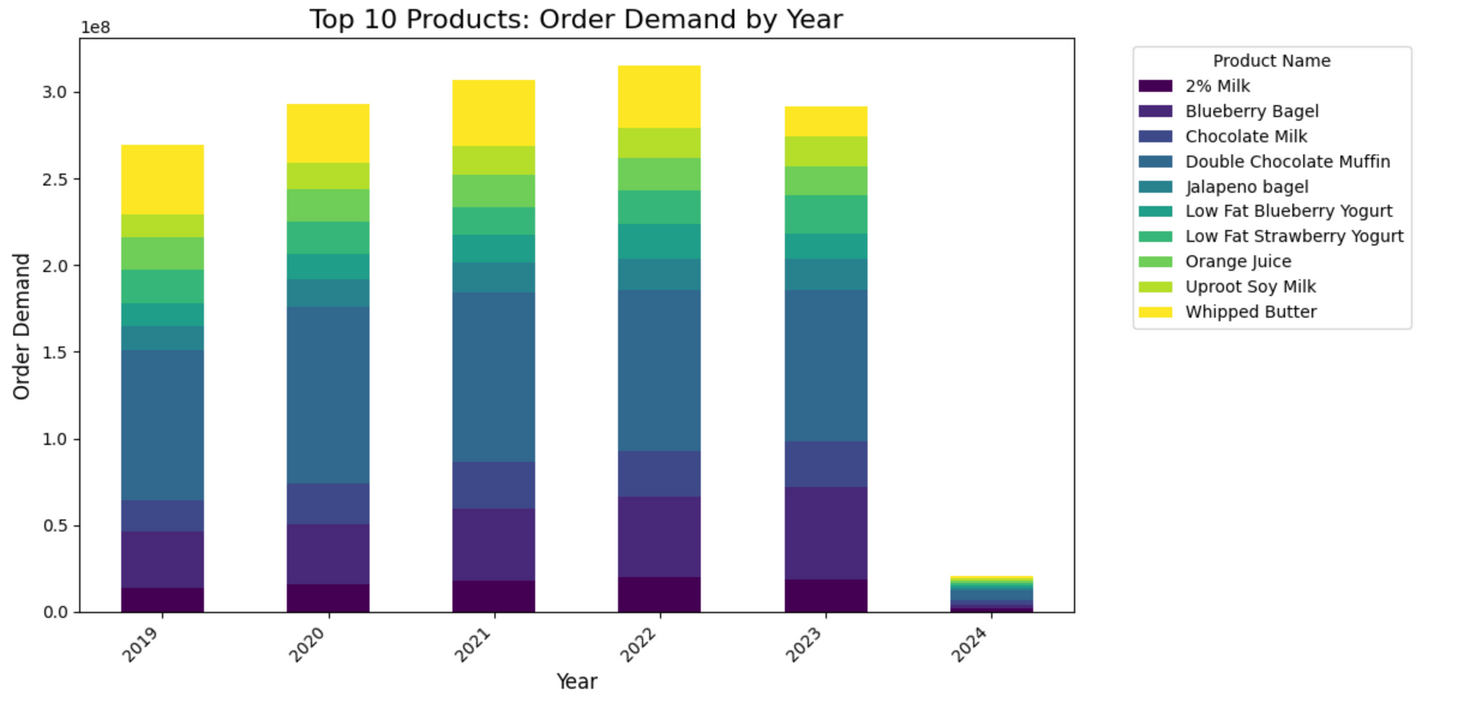 Top 10 Products: Order Demand by Year
1e8
3.0
2.5
2.0
1.5
1.0
0.5
0.0
Order Demand
2019
2020
2021
2022
2023
2024
Year
Product Name
2% Milk
Blueberry Bagel
Chocolate Milk
Double Chocolate Muffin
Jalapeno bagel
Low Fat Blueberry Yogurt
Low Fat Strawberry Yogurt
Orange Juice
Uproot Soy Milk
Whipped Butter